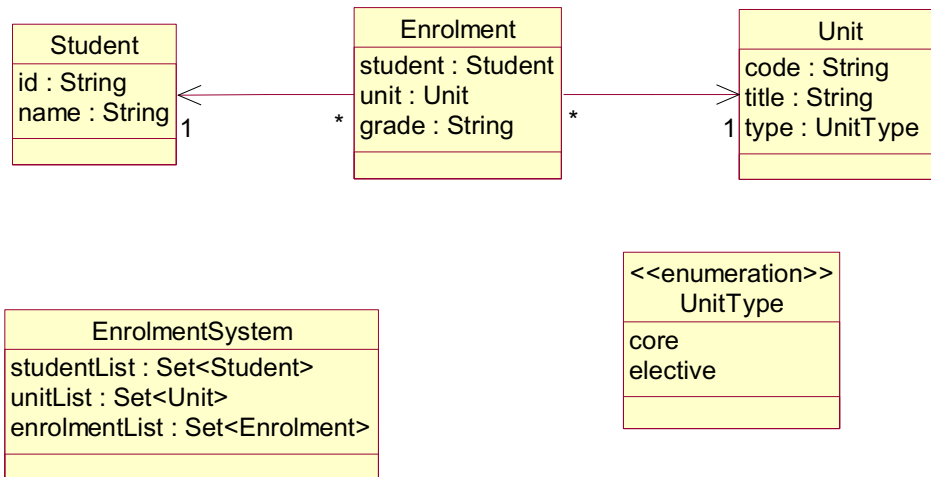 Student
id : String
name : String
1
*
Enrolment
student : Student
unit : Unit
grade : String
*
1
Unit
code : String
title : String
type : UnitType
<<enumeration>>
UnitType
core
elective
EnrolmentSystem
studentList : Set<Student>
unitList : Set<Unit>
enrolmentList : Set<Enrolment>